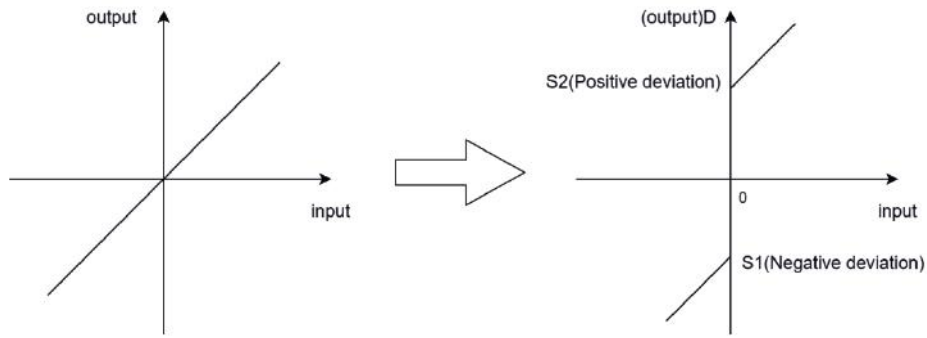 output
input
(output)D
S2(Positive deviation)
0
input
S1(Negative deviation)